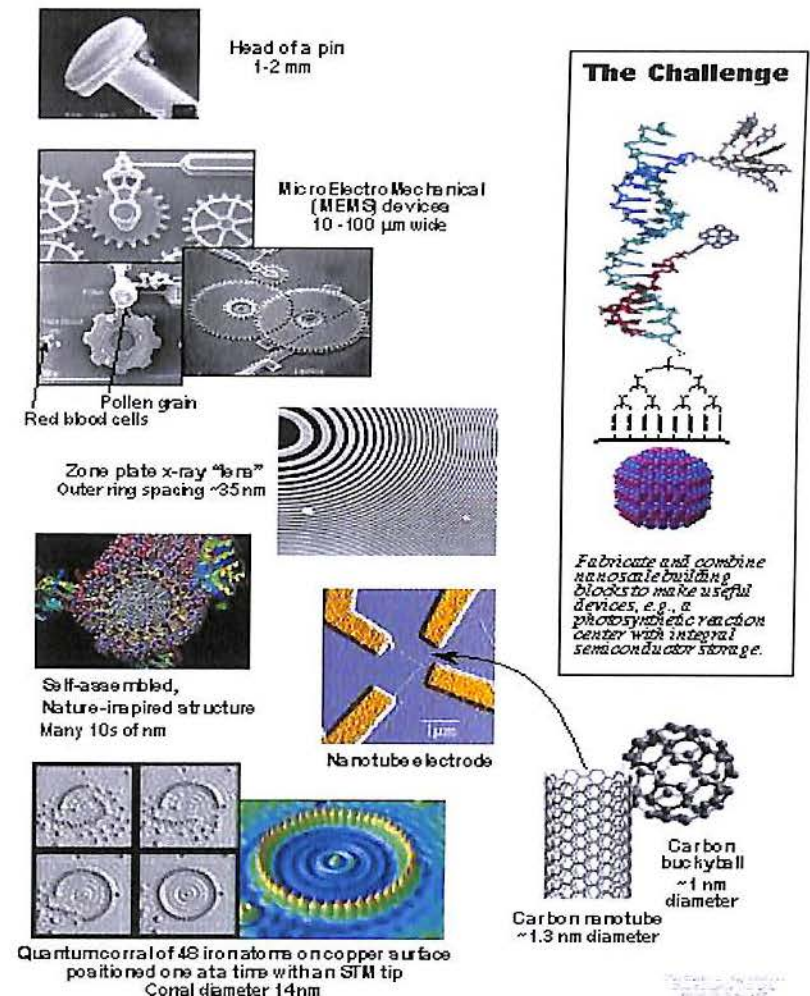 Head of a pin
1-2 mm
The Challenge
Micro Electro Mechanical
(MEMS) devices
10 -100 μm wide
Pollen grain
Red blood cells
Zone plate x-ray "lens"
Outer ring spacing ~35 nm
Fabricate and combine
nanoscale building
blocks to make useful
devices, e.g., a
photosynthetic reaction
center with integral
semiconductor storage.
Self-assembled,
Nature-inspired structure
Many 10s of nm
1μm
Nanotube electrode
Carbon
buckyball
~1 nm
diameter
Carbon nanotube
~1.3 nm diameter
Quantum corral of 48 iron atoms on copper surface
positioned one at a time with an STM tip
Corral diameter 14 nm